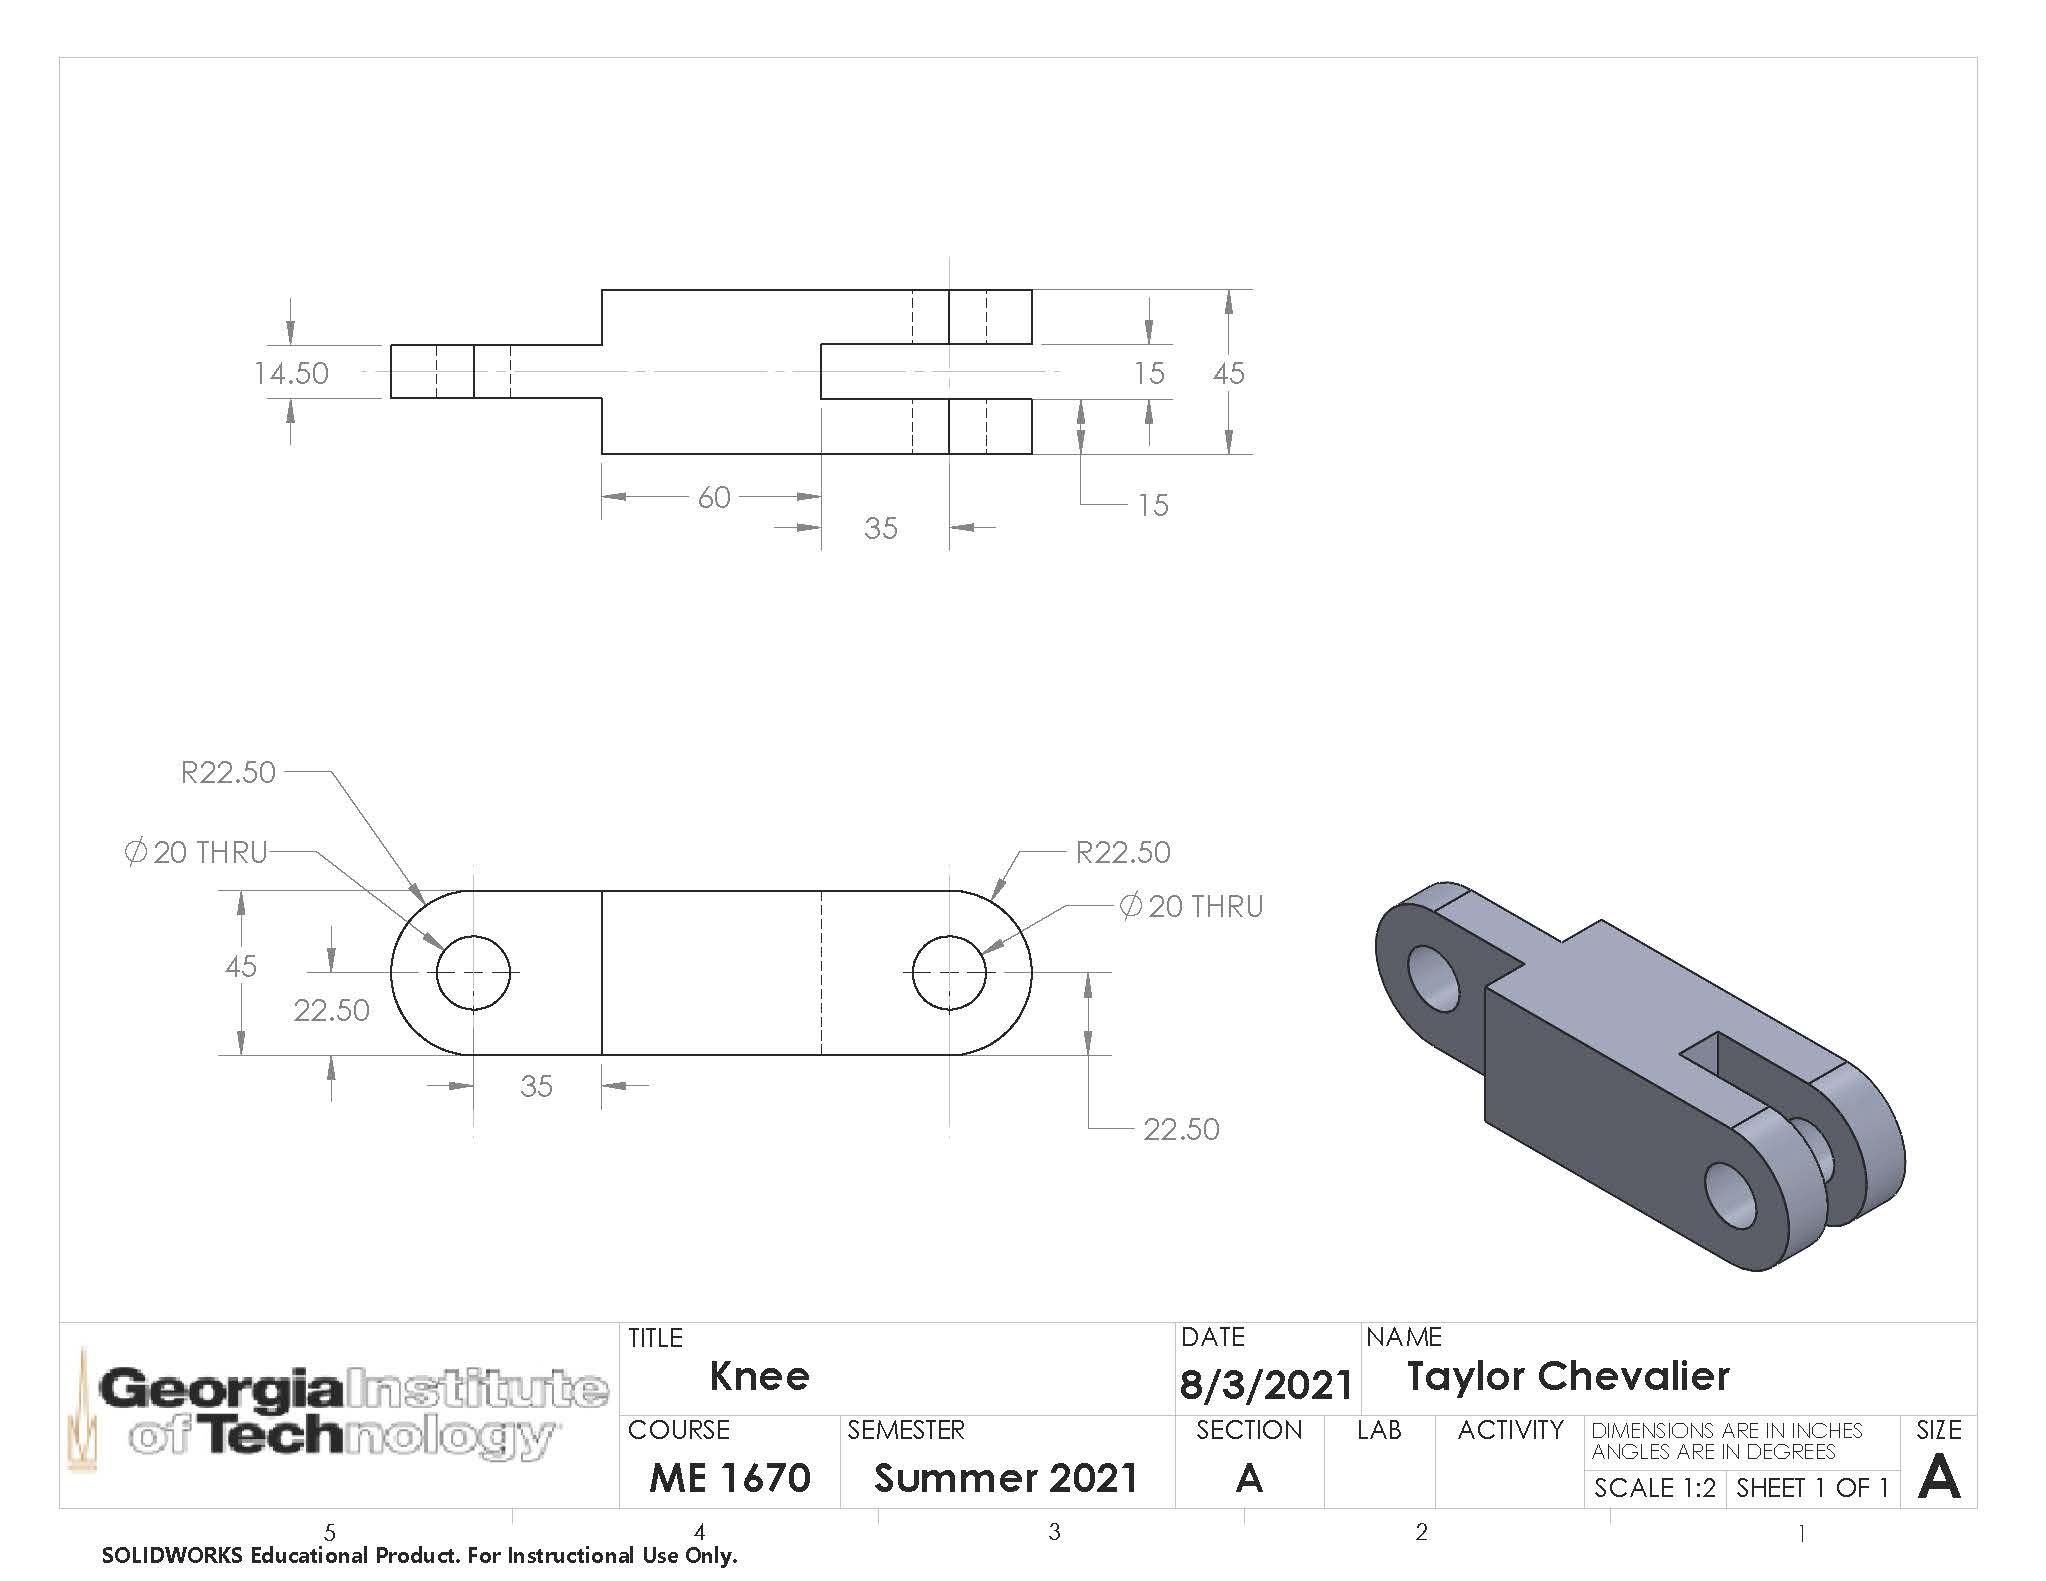 14.50
15
45
60
35
15
R22.50
∅20 THRU
R22.50
∅20 THRU
45
22.50
35
22.50
Georgia Institute
of Technology
TITLE
Knee
DATE
8/3/2021
NAME
Taylor Chevalier
COURSE
ME 1670
SEMESTER
Summer 2021
SECTION
A
LAB
ACTIVITY
DIMENSIONS ARE IN INCHES
ANGLES ARE IN DEGREES
SCALE 1:2
SHEET 1 OF 1
SIZE
A
5
4
3
2
1
SOLIDWORKS Educational Product. For Instructional Use Only.